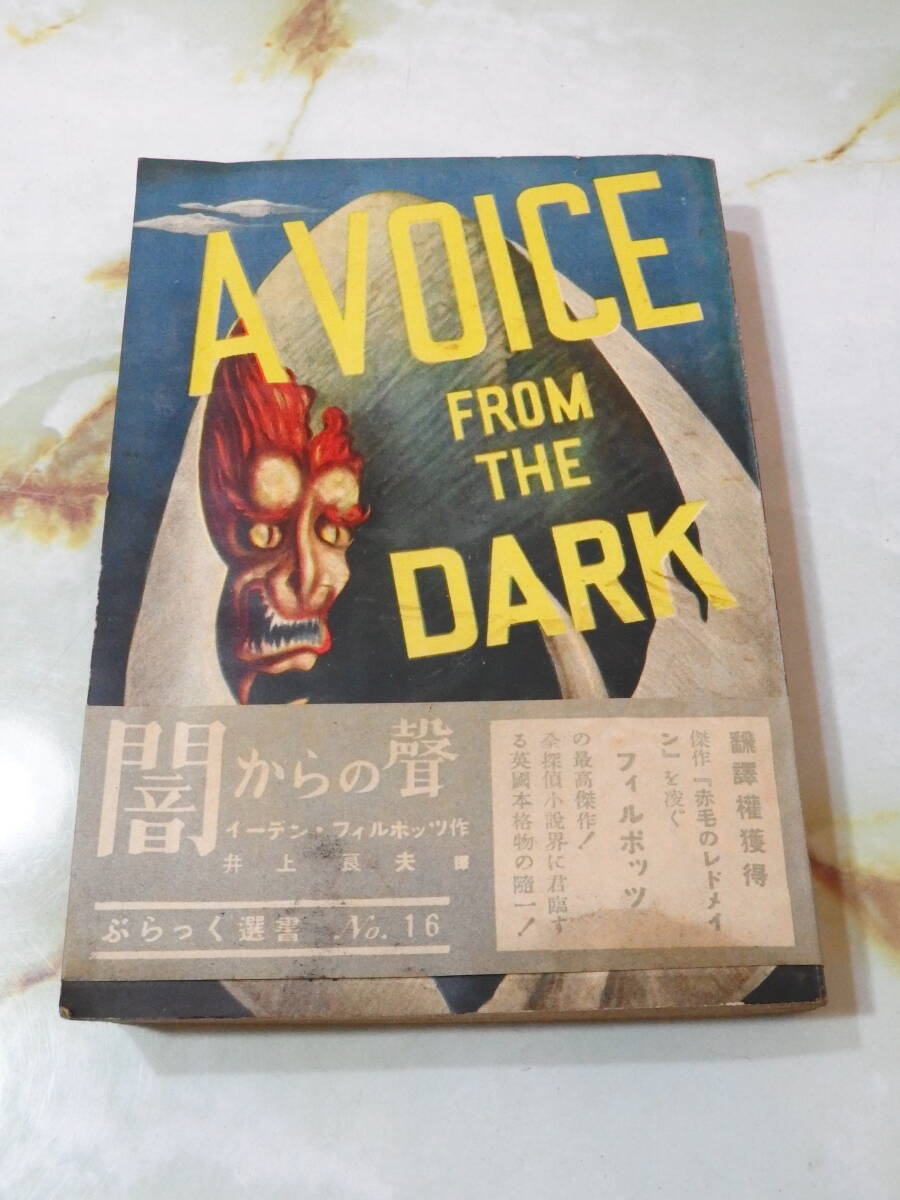 A VOICE
FROM
THE
DARK
闇からの聲
イーデン・フィルポッツ作
井上良夫譯
ぶらっく選書 No. 16
飜譯權獲得
傑作『赤毛のレドメイ
ン』を凌ぐ
フィルポッツ
の最高傑作!
全探偵小説界に君臨す
る英國本格物の隨一!